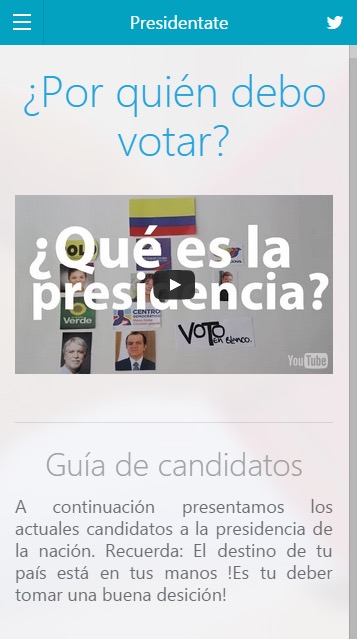 Presidentate
¿Por quién debo
votar?
¿Qué es la
presidencia?
Verde
CENTRO
DEMOCRÁTICO
VOTO
en Blanco.
YouTube
Guía de candidatos
A continuación presentamos los
actuales candidatos a la presidencia de
la nación. Recuerda: El destino de tu
país está en tus manos !Es tu deber
tomar una buena desición!